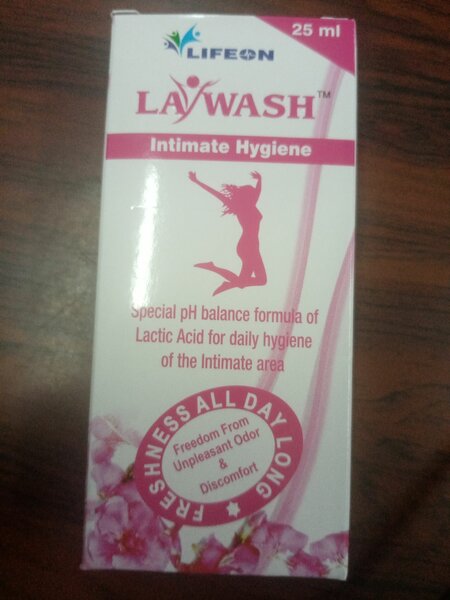 25 ml
LIFEON
LAYWASH™
Intimate Hygiene
Special pH balance formula of
Lactic Acid for daily hygiene
of the Intimate area
FRESHNESS ALL DAY LONG
Freedom From
Unpleasant Odor
&
Discomfort